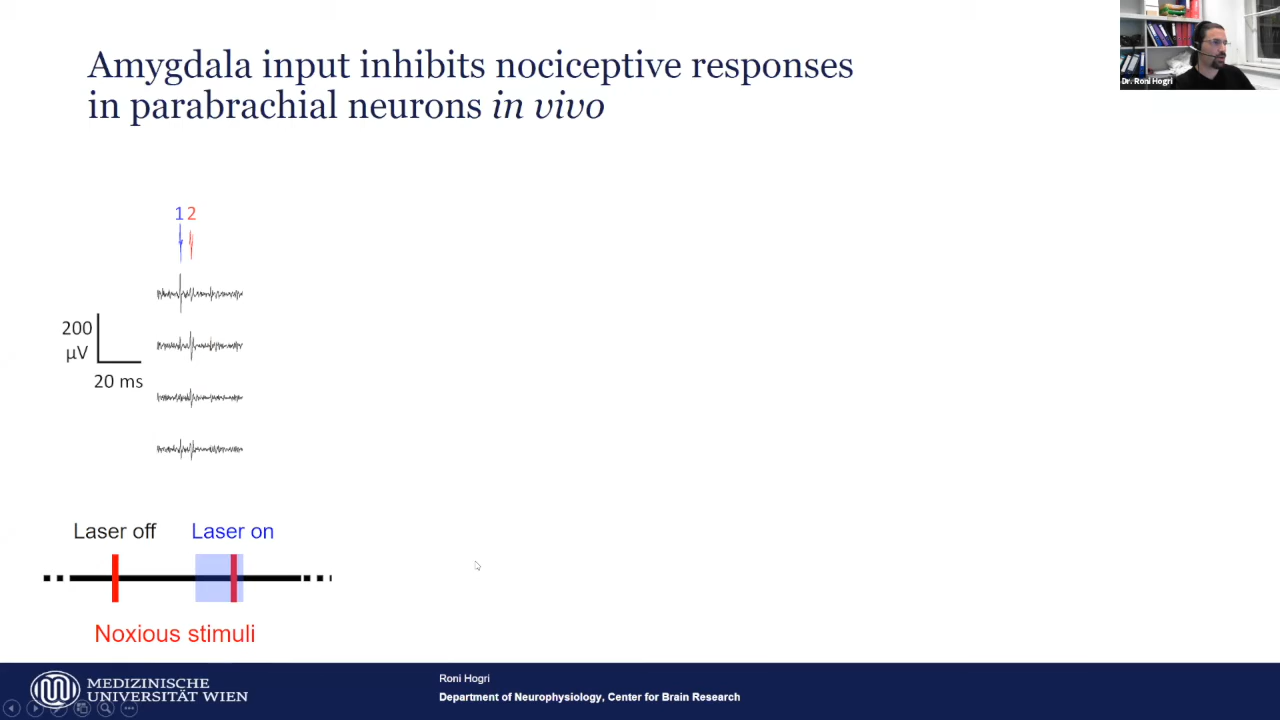 Amygdala input inhibits nociceptive responses
in parabrachial neurons in vivo
Dr. Roni Hogri
1 2
200
µV
20 ms
Laser off
Laser on
Noxious stimuli
MEDIZINISCHE
UNIVERSITÄT WIEN
Roni Hogri
Department of Neurophysiology, Center for Brain Research